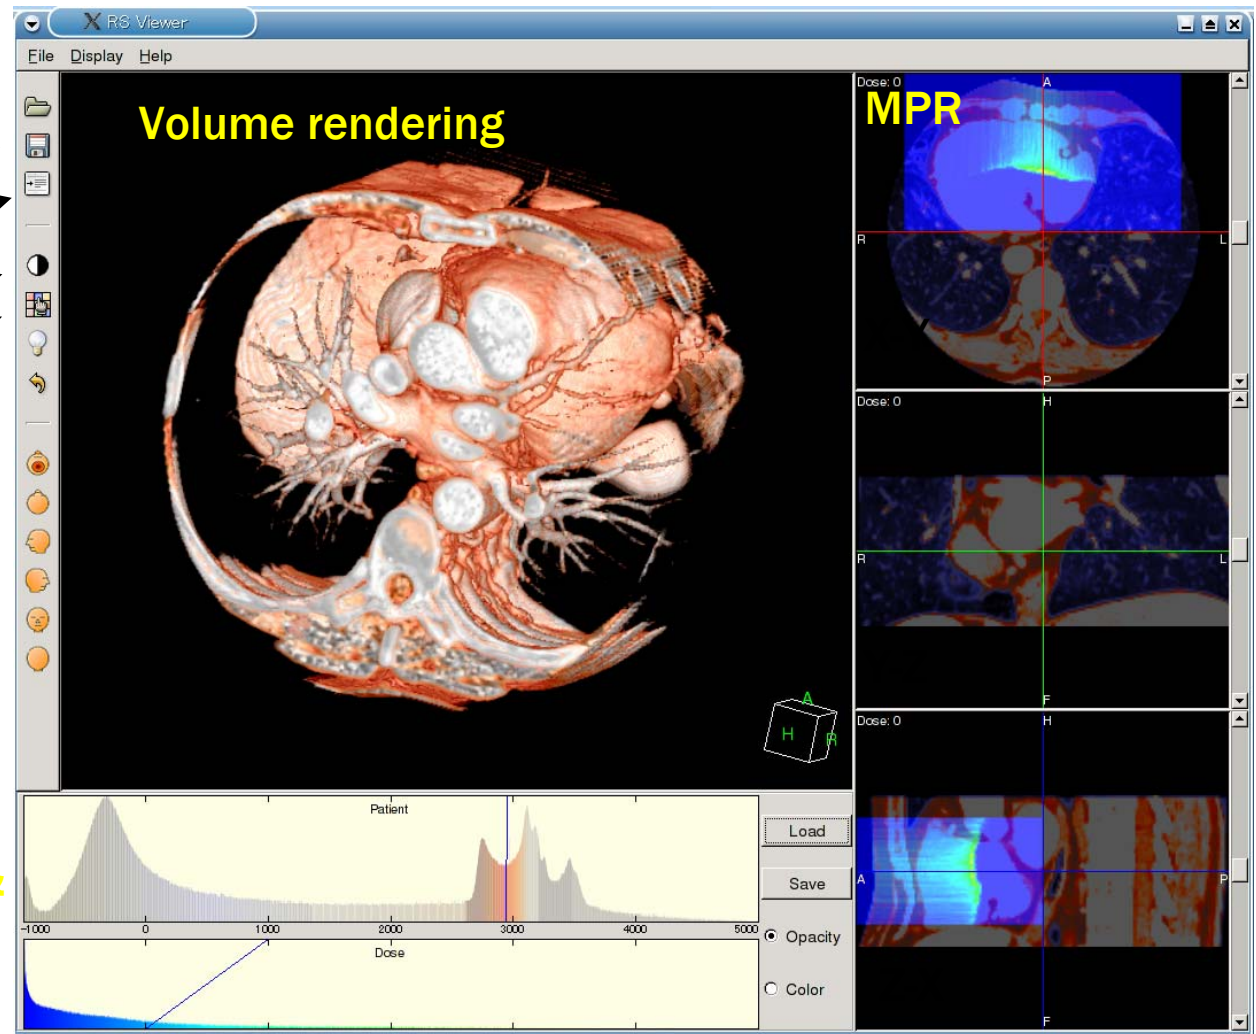 RS Viewer
File Display Help
Volume rendering
MPR
Dose: 0
A
R
L
P
Dose: 0
H
R
L
F
Dose: 0
H
A
P
F
A
H
R
Patient
-1000 0 1000 2000 3000 4000 5000
Dose
Load
Save
Opacity
Color
z